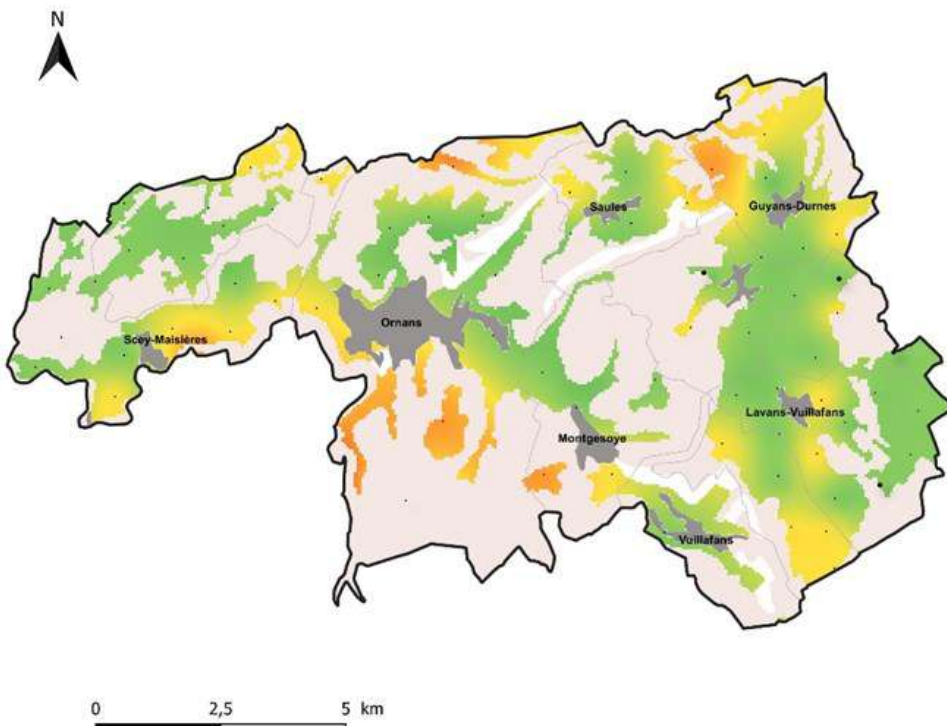 N
Saules
Guyans-Durnes
Ornans
Scey-Maisières
Lavans-Vuillafans
Montgesoye
Vuillafans
0 2,5 5 km